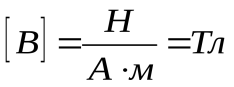 [B] = Н / А · м = Тл